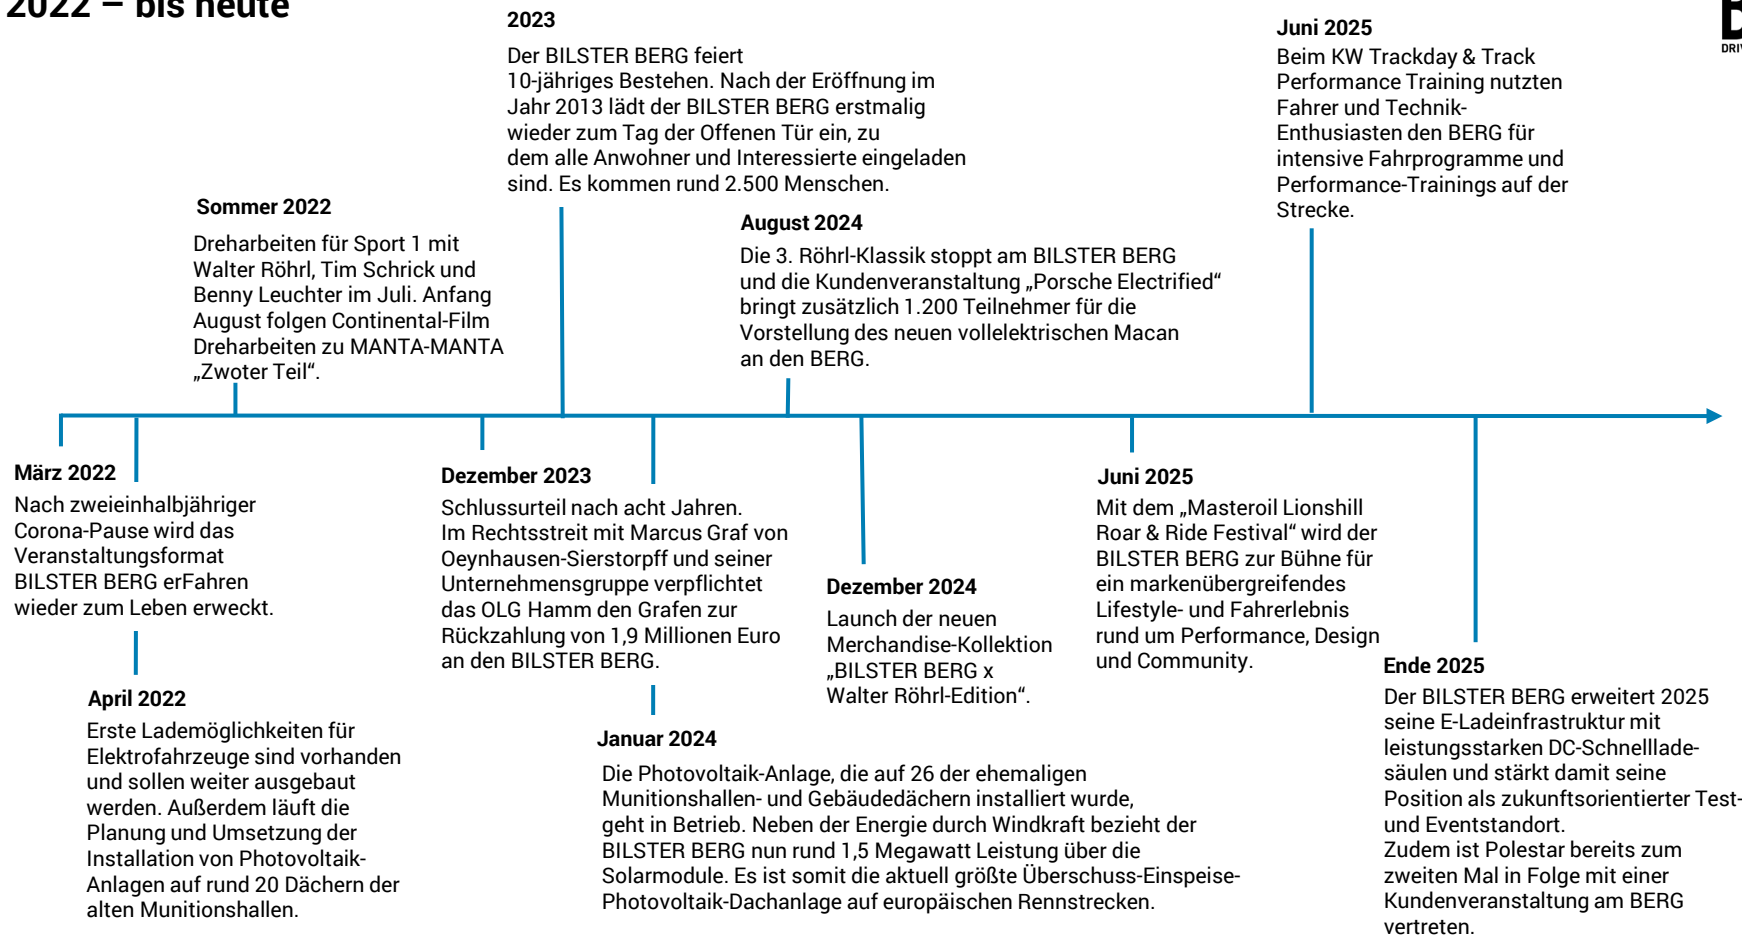 2022 – bis heute
2023
Der BILSTER BERG feiert
10-jähriges Bestehen. Nach der Eröffnung im
Jahr 2013 lädt der BILSTER BERG erstmalig
wieder zum Tag der Offenen Tür ein, zu
dem alle Anwohner und Interessierte eingeladen
sind. Es kommen rund 2.500 Menschen.
Juni 2025
Beim KW Trackday & Track
Performance Training nutzten
Fahrer und Technik-
Enthusiasten den BERG für
intensive Fahrprogramme und
Performance-Trainings auf der
Strecke.
Sommer 2022
Dreharbeiten für Sport 1 mit
Walter Röhrl, Tim Schrick und
Benny Leuchter im Juli. Anfang
August folgen Continental-Film
Dreharbeiten zu MANTA-MANTA
„Zwoter Teil“.
August 2024
Die 3. Röhrl-Klassik stoppt am BILSTER BERG
und die Kundenveranstaltung „Porsche Electrified“
bringt zusätzlich 1.200 Teilnehmer für die
Vorstellung des neuen vollelektrischen Macan
an den BERG.
März 2022
Nach zweieinhalbjähriger
Corona-Pause wird das
Veranstaltungsformat
BILSTER BERG erFahren
wieder zum Leben erweckt.
April 2022
Erste Lademöglichkeiten für
Elektrofahrzeuge sind vorhanden
und sollen weiter ausgebaut
werden. Außerdem läuft die
Planung und Umsetzung der
Installation von Photovoltaik-
Anlagen auf rund 20 Dächern der
alten Munitionshallen.
Dezember 2023
Schlussurteil nach acht Jahren.
Im Rechtsstreit mit Marcus Graf von
Oeynhausen-Sierstorpff und seiner
Unternehmensgruppe verpflichtet
das OLG Hamm den Grafen zur
Rückzahlung von 1,9 Millionen Euro
an den BILSTER BERG.
Januar 2024
Die Photovoltaik-Anlage, die auf 26 der ehemaligen
Munitionshallen- und Gebäudedächern installiert wurde,
geht in Betrieb. Neben der Energie durch Windkraft bezieht der
BILSTER BERG nun rund 1,5 Megawatt Leistung über die
Solarmodule. Es ist somit die aktuell größte Überschuss-Einspeise-
Photovoltaik-Dachanlage auf europäischen Rennstrecken.
Dezember 2024
Launch der neuen
Merchandise-Kollektion
„BILSTER BERG x
Walter Röhrl-Edition“.
Juni 2025
Mit dem „Masteroil Lionshill
Roar & Ride Festival“ wird der
BILSTER BERG zur Bühne für
ein markenübergreifendes
Lifestyle- und Fahrerlebnis
rund um Performance, Design
und Community.
Ende 2025
Der BILSTER BERG erweitert 2025
seine E-Ladeinfrastruktur mit
leistungsstarken DC-Schnelllade-
säulen und stärkt damit seine
Position als zukunftsorientierter Test-
und Eventstandort.
Zudem ist Polestar bereits zum
zweiten Mal in Folge mit einer
Kundenveranstaltung am BERG
vertreten.